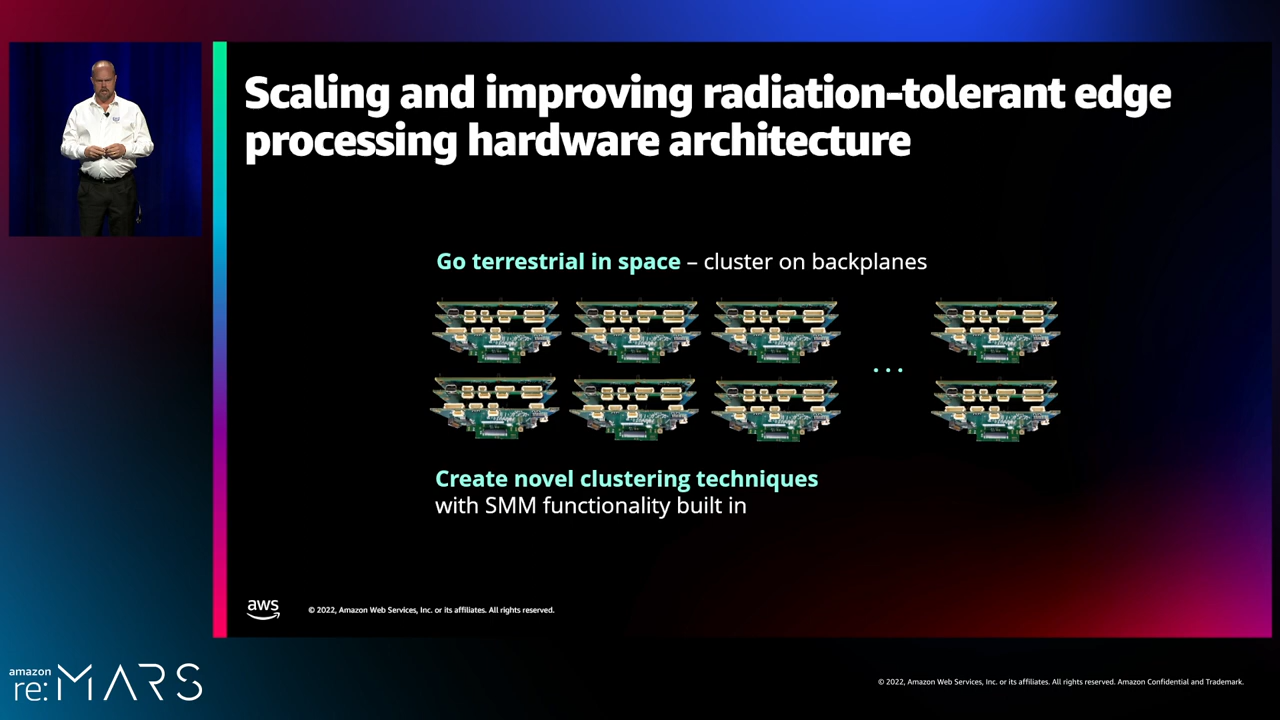 Scaling and improving radiation-tolerant edge
processing hardware architecture
Go terrestrial in space – cluster on backplanes
...
Create novel clustering techniques
with SMM functionality built in
aws
© 2022, Amazon Web Services, Inc. or its affiliates. All rights reserved.
amazon
re:MARS
© 2022, Amazon Web Services, Inc. or its affiliates. All rights reserved. Amazon Confidential and Trademark.